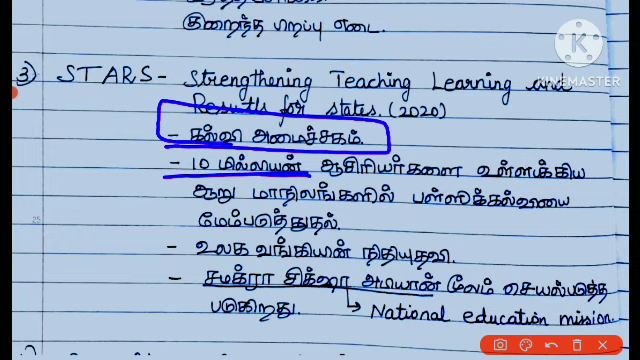 குறைந்த பிறப்பு எடை.
KINEMASTER
3) STARS - Strengthening Teaching Learning and
Results for states. (2020)
- கல்வி அமைச்சகம்.
- 10 மில்லியன் ஆசிரியர்களை உள்ளக்கிய
ஆறு மாநிலங்களில் பள்ளிக்கல்வியை
மேம்படுத்துதல்.
25
- உலக வங்கியின் நிதியுதவி.
- சமக்ரா சிக்ஷா அபியான் மூலம் செயல்படுத்த
படுகிறது. → National education mission.